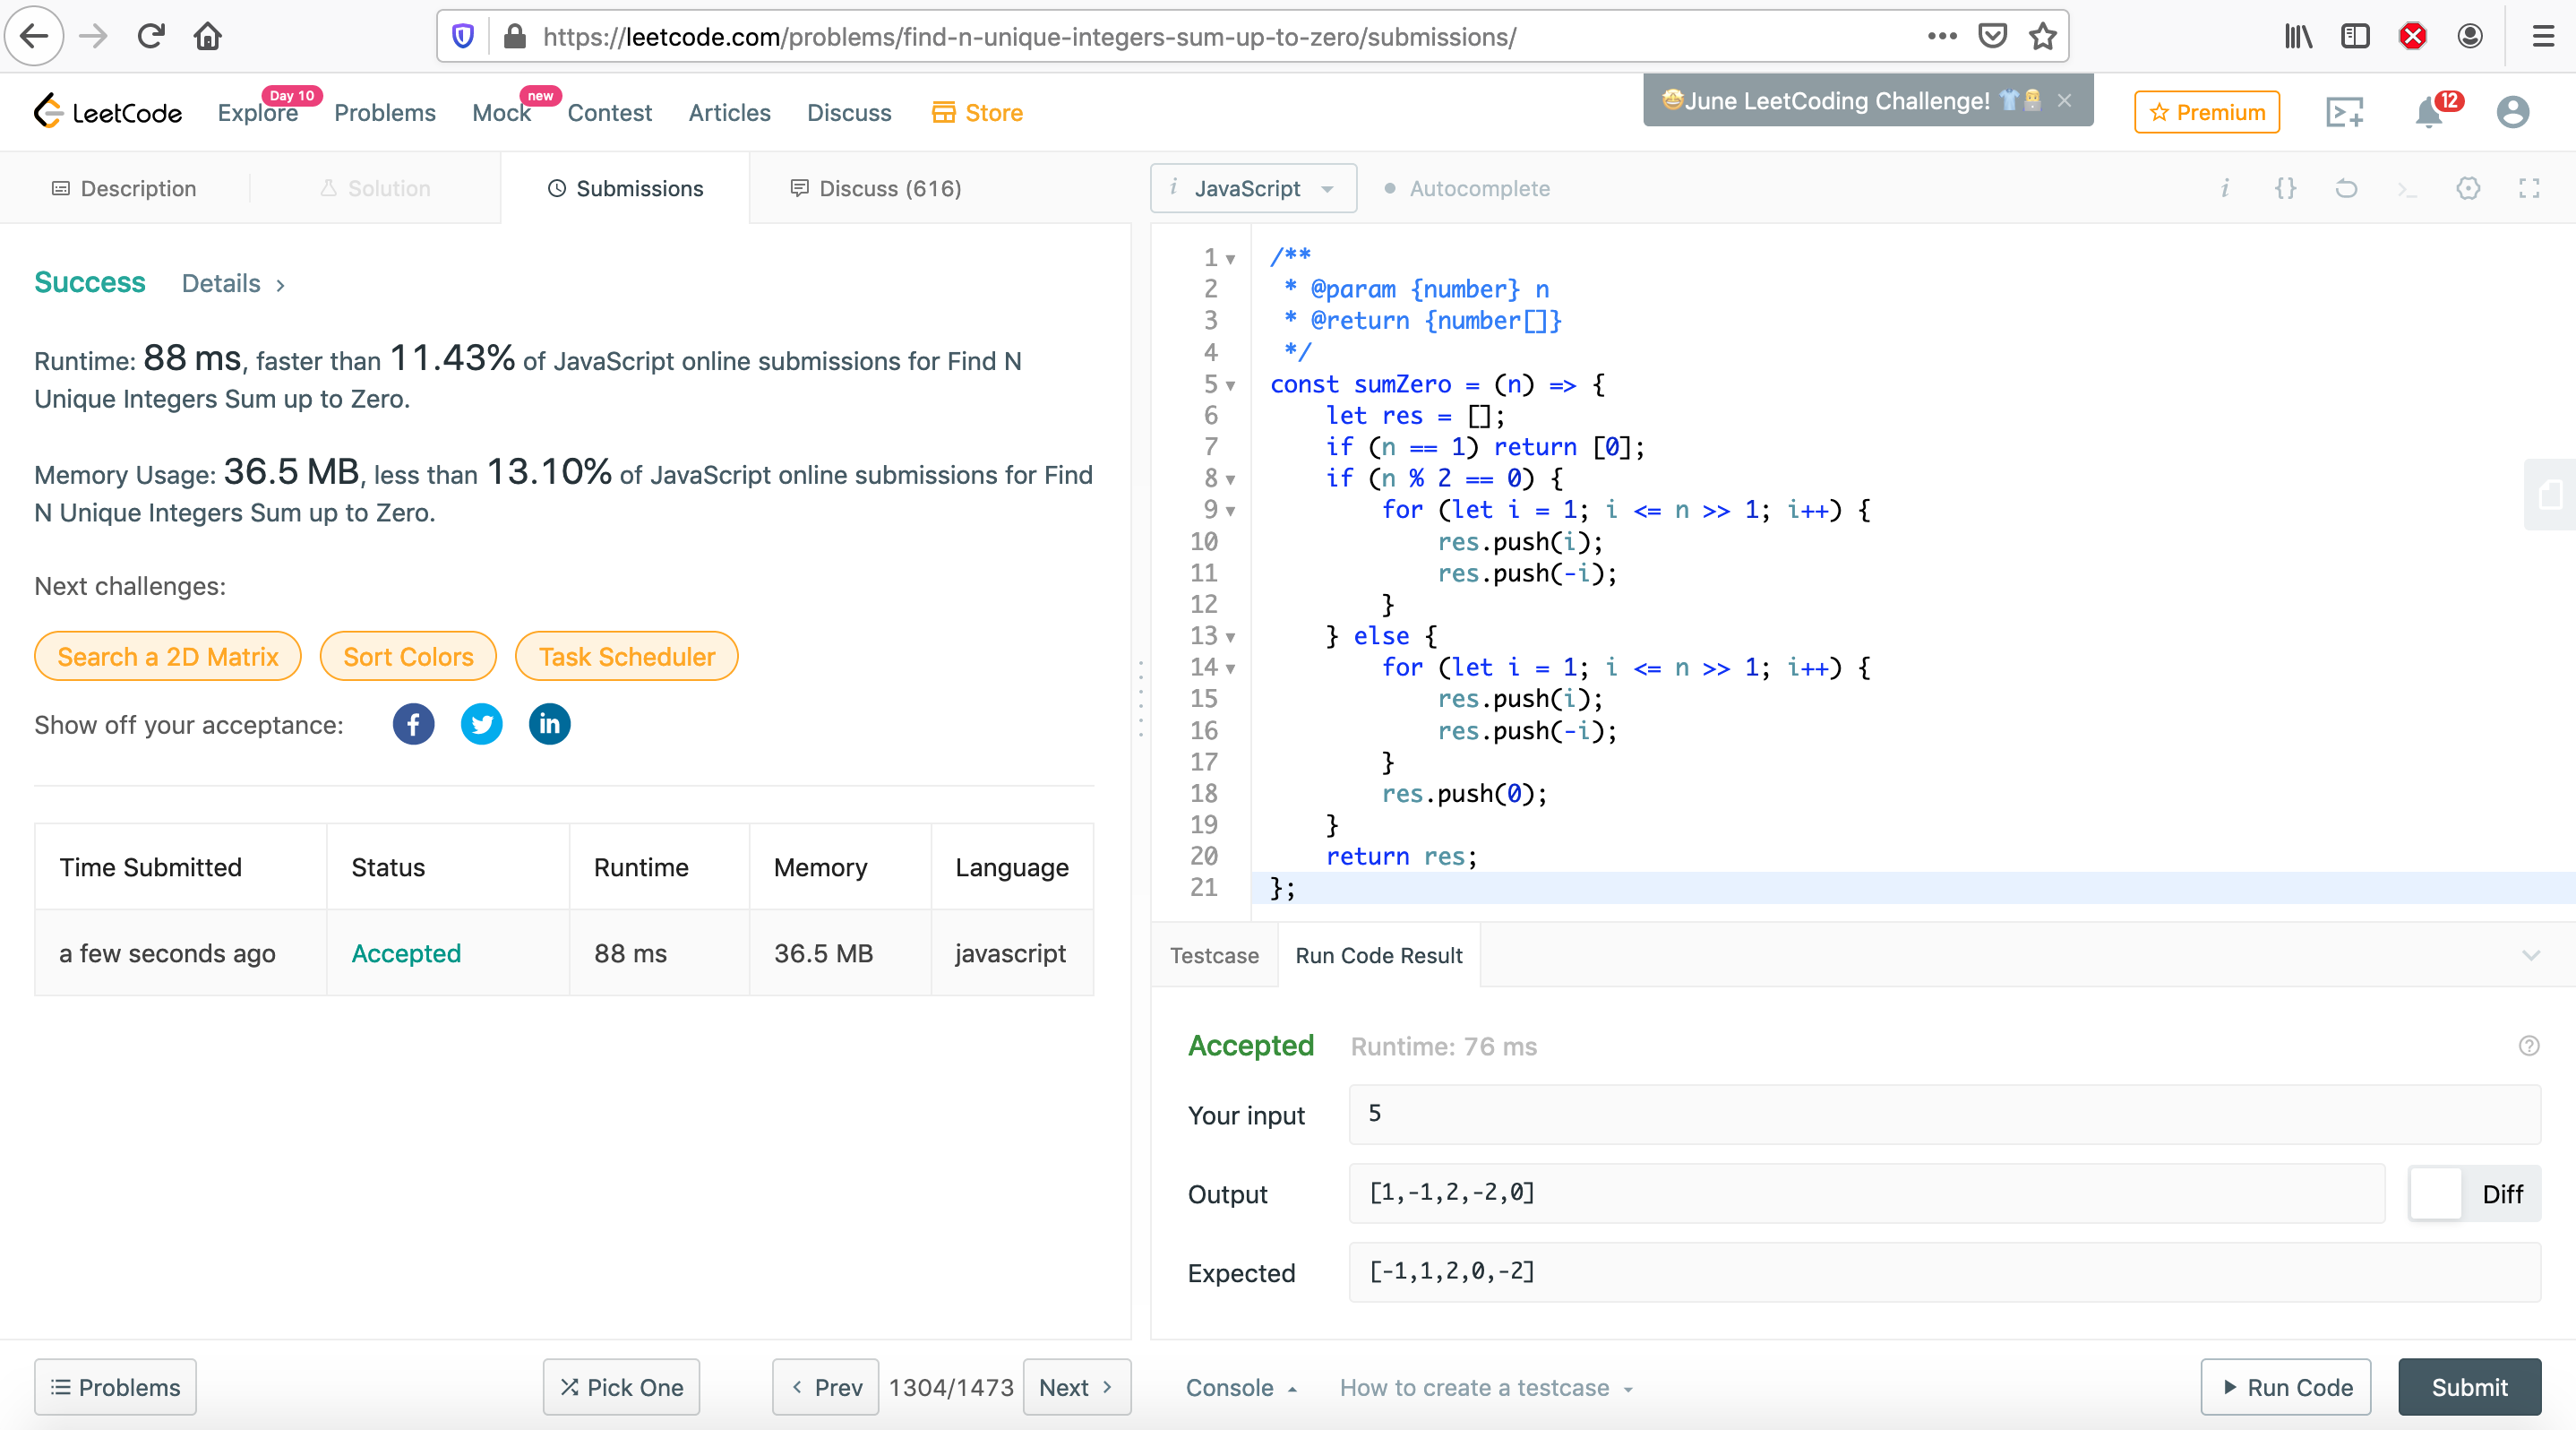 https://leetcode.com/problems/find-n-unique-integers-sum-up-to-zero/submissions/
LeetCode
Explore
Day 10
Problems
Mock
new
Contest
Articles
Discuss
Store
🤩June LeetCoding Challenge! 👕👨‍💻 ×
Premium
12
Description
Solution
Submissions
Discuss (616)
i JavaScript
Autocomplete
i {} >_
Success Details >
Runtime: 88 ms, faster than 11.43% of JavaScript online submissions for Find N
Unique Integers Sum up to Zero.
Memory Usage: 36.5 MB, less than 13.10% of JavaScript online submissions for Find
N Unique Integers Sum up to Zero.
Next challenges:
Search a 2D Matrix
Sort Colors
Task Scheduler
Show off your acceptance:
Time Submitted Status Runtime Memory Language
a few seconds ago Accepted 88 ms 36.5 MB javascript
1 /**
2  * @param {number} n
3  * @return {number[]}
4  */
5 const sumZero = (n) => {
6     let res = [];
7     if (n == 1) return [0];
8     if (n % 2 == 0) {
9         for (let i = 1; i <= n >> 1; i++) {
10             res.push(i);
11             res.push(-i);
12         }
13     } else {
14         for (let i = 1; i <= n >> 1; i++) {
15             res.push(i);
16             res.push(-i);
17         }
18         res.push(0);
19     }
20     return res;
21 };
Testcase
Run Code Result
Accepted Runtime: 76 ms
Your input 5
Output [1,-1,2,-2,0]
Diff
Expected [-1,1,2,0,-2]
Problems
Pick One
< Prev
1304/1473
Next >
Console
How to create a testcase
Run Code
Submit